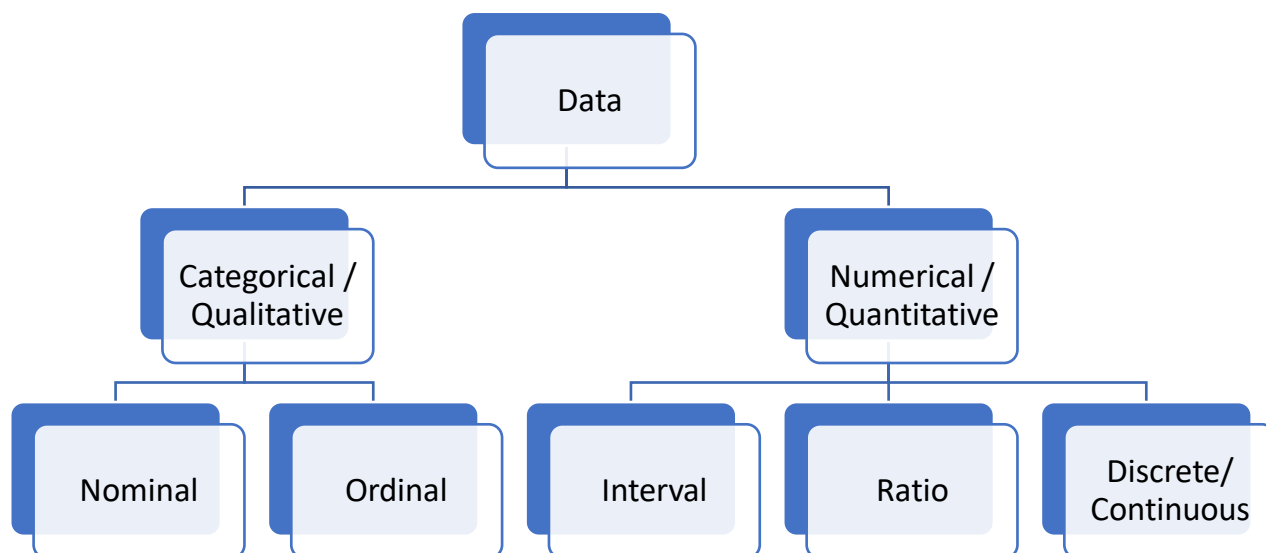 Data
Categorical /
Qualitative
Numerical /
Quantitative
Nominal
Ordinal
Interval
Ratio
Discrete/
Continuous